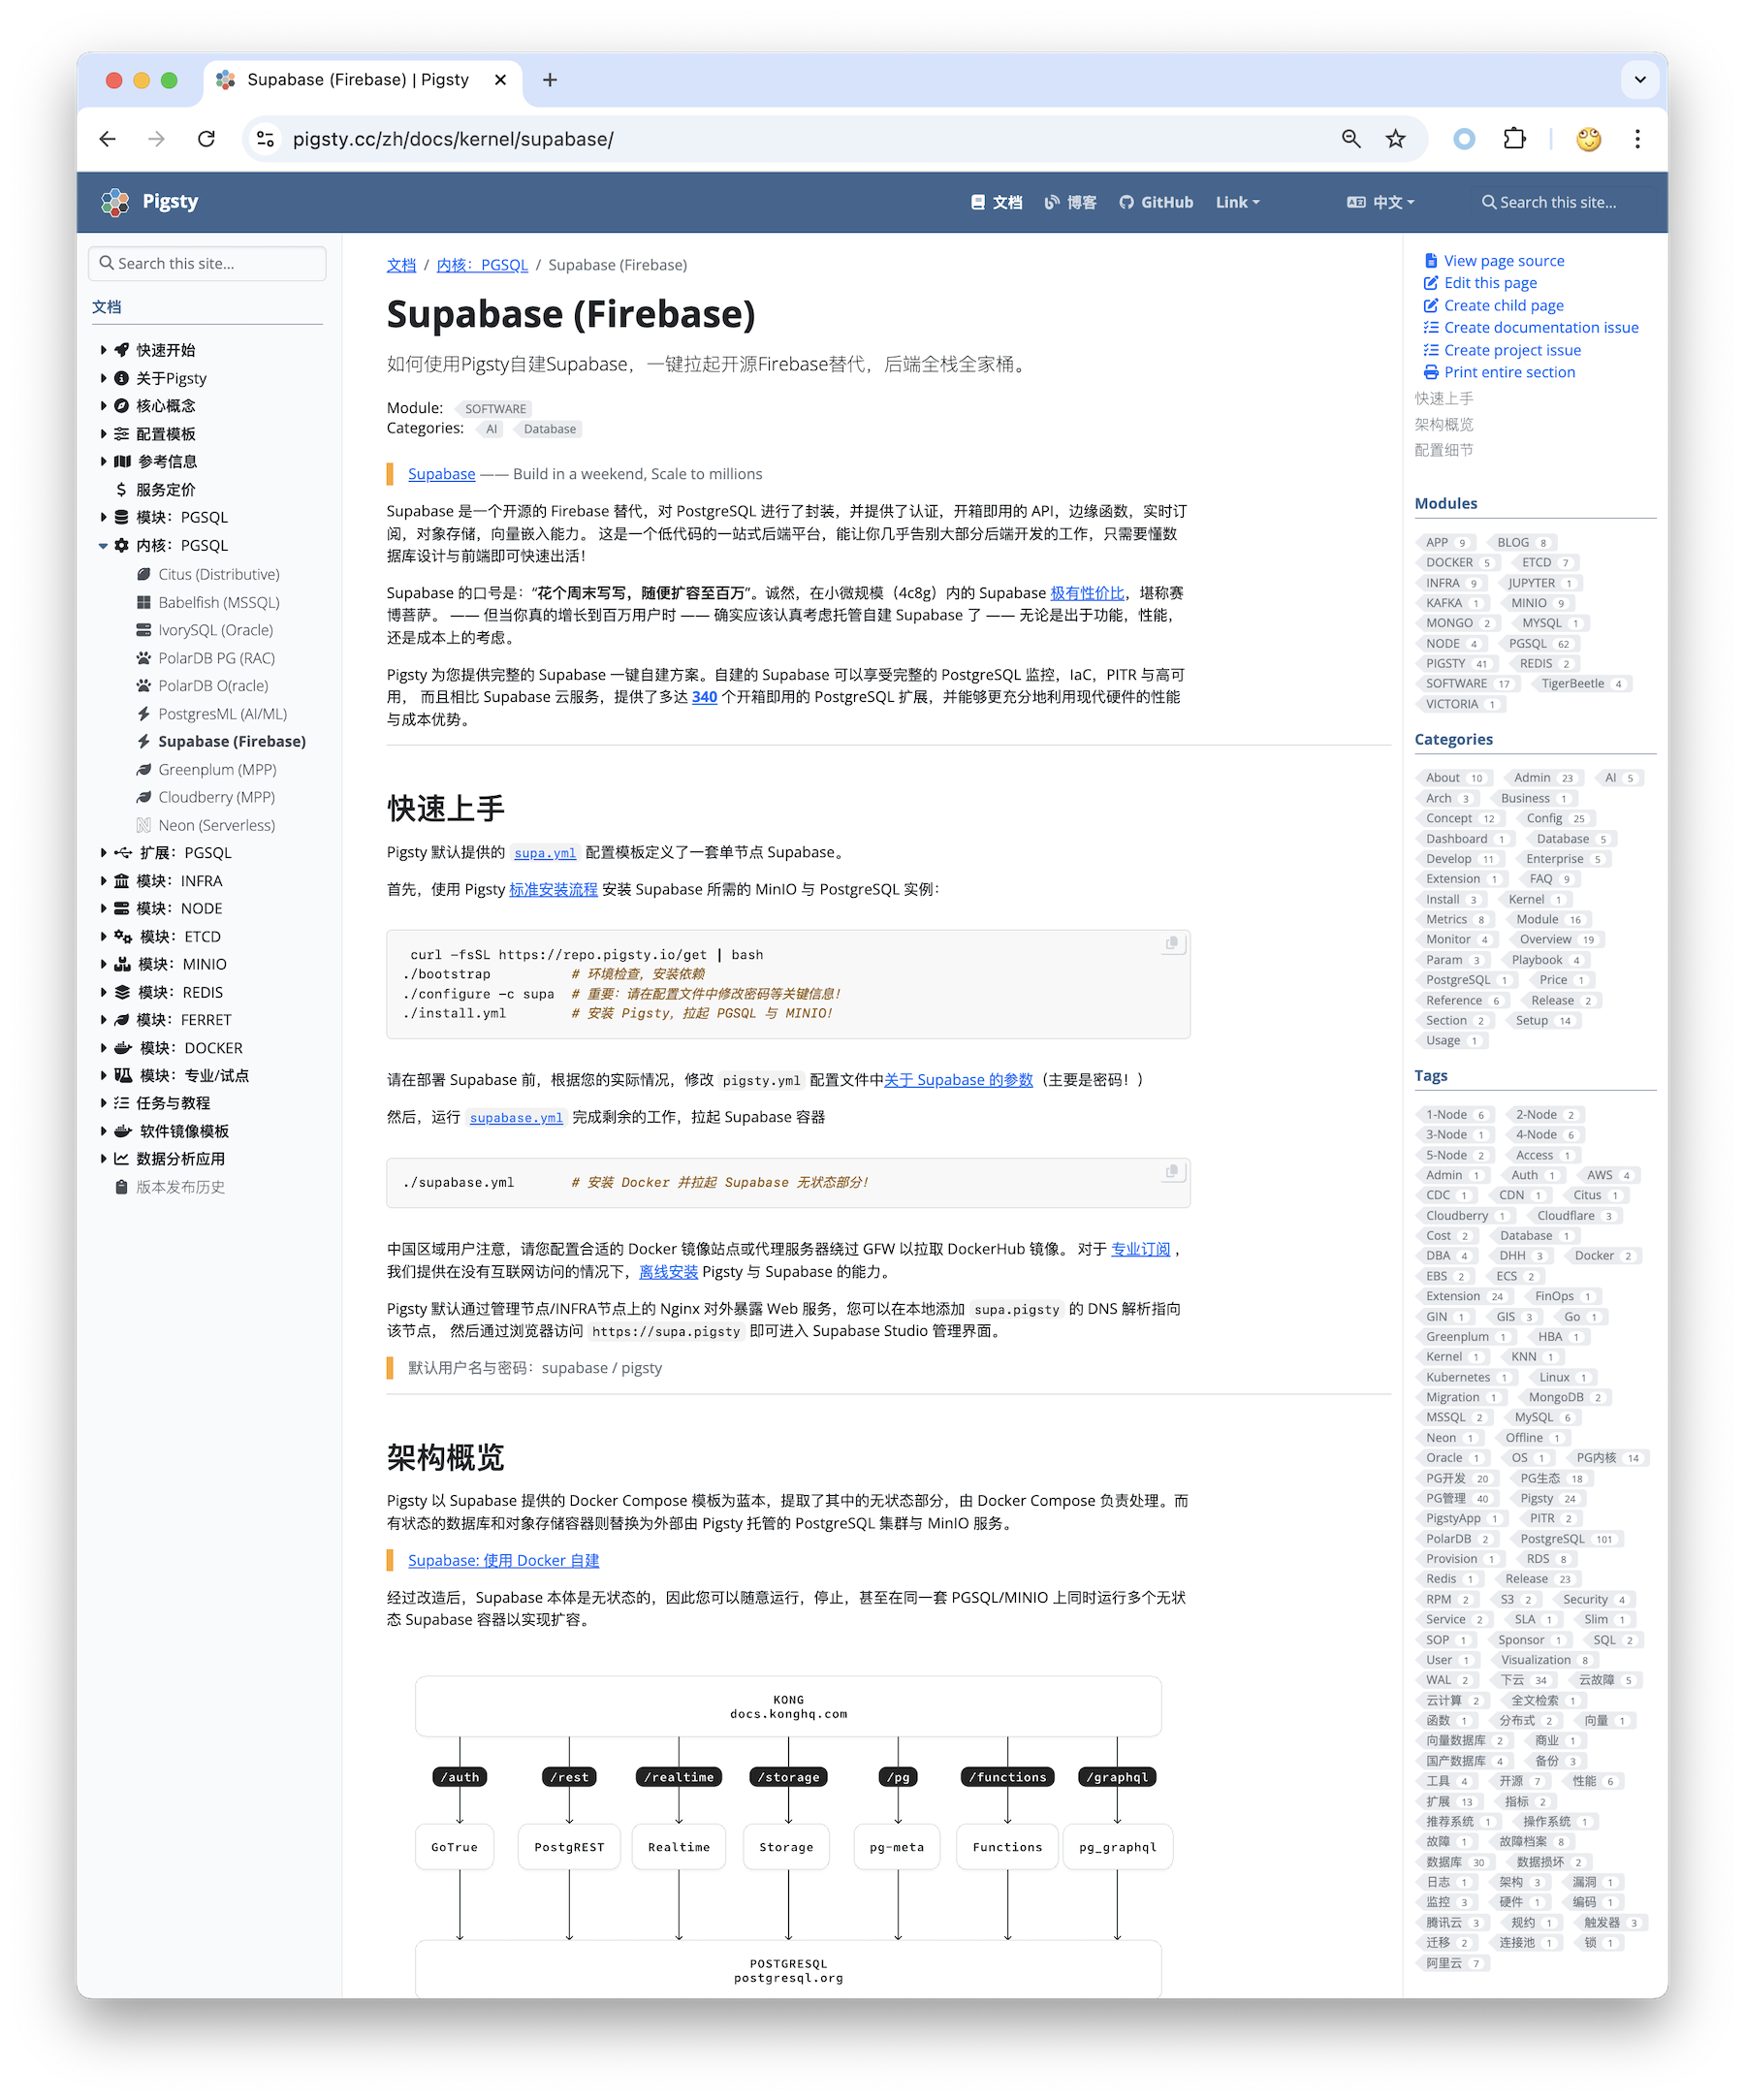 Supabase (Firebase) | Pigsty
pigsty.cc/zh/docs/kernel/supabase/
Pigsty
文档
博客
GitHub
Link
中文
Search this site...
Search this site...
文档
快速开始
关于Pigsty
核心概念
配置模板
参考信息
服务定价
模块：PGSQL
内核：PGSQL
Citus (Distributive)
Babelfish (MSSQL)
IvorySQL (Oracle)
PolarDB PG (RAC)
PolarDB O(racle)
PostgresML (AI/ML)
Supabase (Firebase)
Greenplum (MPP)
Cloudberry (MPP)
Neon (Serverless)
扩展：PGSQL
模块：INFRA
模块：NODE
模块：ETCD
模块：MINIO
模块：REDIS
模块：FERRET
模块：DOCKER
模块：专业/试点
任务与教程
软件镜像模板
数据分析应用
版本发布历史
文档 / 内核：PGSQL / Supabase (Firebase)
Supabase (Firebase)
如何使用Pigsty自建Supabase，一键拉起开源Firebase替代，后端全栈全家桶。
Module: SOFTWARE
Categories: AI Database
Supabase —— Build in a weekend, Scale to millions
Supabase 是一个开源的 Firebase 替代，对 PostgreSQL 进行了封装，并提供了认证，开箱即用的 API，边缘函数，实时订
阅，对象存储，向量嵌入能力。 这是一个低代码的一站式后端平台，能让你几乎告别大部分后端开发的工作，只需要懂数
据库设计与前端即可快速出活！
Supabase 的口号是：“花个周末写写，随便扩容至百万”。诚然，在小微规模（4c8g）内的 Supabase 极有性价比，堪称赛
博菩萨。 —— 但当你真的增长到百万用户时 —— 确实应该认真考虑托管自建 Supabase 了 —— 无论是出于功能，性能，
还是成本上的考虑。
Pigsty 为您提供完整的 Supabase 一键自建方案。自建的 Supabase 可以享受完整的 PostgreSQL 监控，IaC，PITR 与高可
用， 而且相比 Supabase 云服务，提供了多达 340 个开箱即用的 PostgreSQL 扩展，并能够更充分地利用现代硬件的性能
与成本优势。
快速上手
Pigsty 默认提供的 supa.yml 配置模板定义了一套单节点 Supabase。
首先，使用 Pigsty 标准安装流程 安装 Supabase 所需的 MinIO 与 PostgreSQL 实例：
curl -fsSL https://repo.pigsty.io/get | bash
./bootstrap # 环境检查，安装依赖
./configure -c supa # 重要：请在配置文件中修改密码等关键信息！
./install.yml # 安装 Pigsty，拉起 PGSQL 与 MINIO！
请在部署 Supabase 前，根据您的实际情况，修改 pigsty.yml 配置文件中关于 Supabase 的参数（主要是密码！）
然后，运行 supabase.yml 完成剩余的工作，拉起 Supabase 容器
./supabase.yml # 安装 Docker 并拉起 Supabase 无状态部分！
中国区域用户注意，请您配置合适的 Docker 镜像站点或代理服务器绕过 GFW 以拉取 DockerHub 镜像。 对于 专业订阅 ，
我们提供在没有互联网访问的情况下，离线安装 Pigsty 与 Supabase 的能力。
Pigsty 默认通过管理节点/INFRA节点上的 Nginx 对外暴露 Web 服务，您可以在本地添加 supa.pigsty 的 DNS 解析指向
该节点， 然后通过浏览器访问 https://supa.pigsty 即可进入 Supabase Studio 管理界面。
默认用户名与密码：supabase / pigsty
架构概览
Pigsty 以 Supabase 提供的 Docker Compose 模板为蓝本，提取了其中的无状态部分，由 Docker Compose 负责处理。而
有状态的数据库和对象存储容器则替换为外部由 Pigsty 托管的 PostgreSQL 集群与 MinIO 服务。
Supabase: 使用 Docker 自建
经过改造后，Supabase 本体是无状态的，因此您可以随意运行，停止，甚至在同一套 PGSQL/MINIO 上同时运行多个无状
态 Supabase 容器以实现扩容。
KONG
docs.konghq.com
/auth /rest /realtime /storage /pg /functions /graphql
GoTrue PostgREST Realtime Storage pg-meta Functions pg_graphql
POSTGRESQL
postgresql.org
View page source
Edit this page
Create child page
Create documentation issue
Create project issue
Print entire section
快速上手
架构概览
配置细节
Modules
APP 9 BLOG 8
DOCKER 5 ETCD 7
INFRA 9 JUPYTER 1
KAFKA 1 MINIO 9
MONGO 2 MYSQL 1
NODE 4 PGSQL 62
PIGSTY 41 REDIS 2
SOFTWARE 17 TigerBeetle 4
VICTORIA 1
Categories
About 10 Admin 23 AI 5
Arch 3 Business 1
Concept 12 Config 25
Dashboard 1 Database 5
Develop 11 Enterprise 5
Extension 1 FAQ 9
Install 3 Kernel 1
Metrics 8 Module 16
Monitor 4 Overview 19
Param 3 Playbook 4
PostgreSQL 1 Price 1
Reference 6 Release 2
Section 2 Setup 14
Usage 1
Tags
1-Node 6 2-Node 2
3-Node 1 4-Node 6
5-Node 2 Access 1
Admin 1 Auth 1 AWS 4
CDC 1 CDN 1 Citus 1
Cloudberry 1 Cloudflare 3
Cost 2 Database 1
DBA 4 DHH 3 Docker 2
EBS 2 ECS 2
Extension 24 FinOps 1
GIN 1 GIS 3 Go 1
Greenplum 1 HBA 1
Kernel 1 KNN 1
Kubernetes 1 Linux 1
Migration 1 MongoDB 2
MSSQL 2 MySQL 6
Neon 1 Offline 1
Oracle 1 OS 1 PG内核 14
PG开发 20 PG生态 18
PG管理 40 Pigsty 24
PigstyApp 1 PITR 2
PolarDB 2 PostgreSQL 101
Provision 1 RDS 8
Redis 1 Release 23
RPM 2 S3 2 Security 4
Service 2 SLA 1 Slim 1
SOP 1 Sponsor 1 SQL 2
User 1 Visualization 8
WAL 2 下云 34 云故障 5
云计算 2 全文检索 1
函数 1 分布式 2 向量 1
向量数据库 2 商业 1
国产数据库 4 备份 3
工具 4 开源 7 性能 6
扩展 13 指标 2
推荐系统 1 操作系统 1
故障 1 故障档案 8
数据库 30 数据损坏 2
日志 1 架构 3 漏洞 1
监控 3 硬件 1 编码 1
腾讯云 3 规约 1 触发器 3
迁移 2 连接池 1 锁 1
阿里云 7